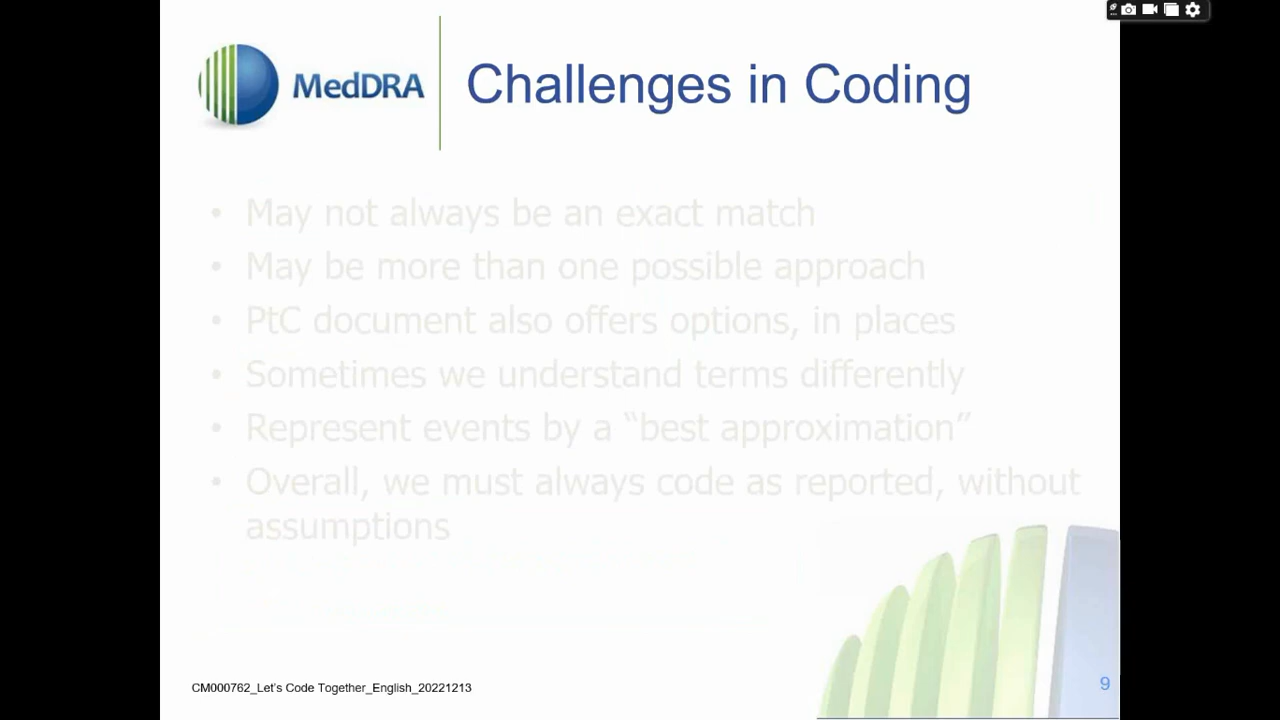 MedDRA
Challenges in Coding
• May not always be an exact match
• May be more than one possible approach
• PtC document also offers options, in places
• Sometimes we understand terms differently
• Represent events by a “best approximation”
• Overall, we must always code as reported, without
assumptions
CM000762_Let’s Code Together_English_20221213
9